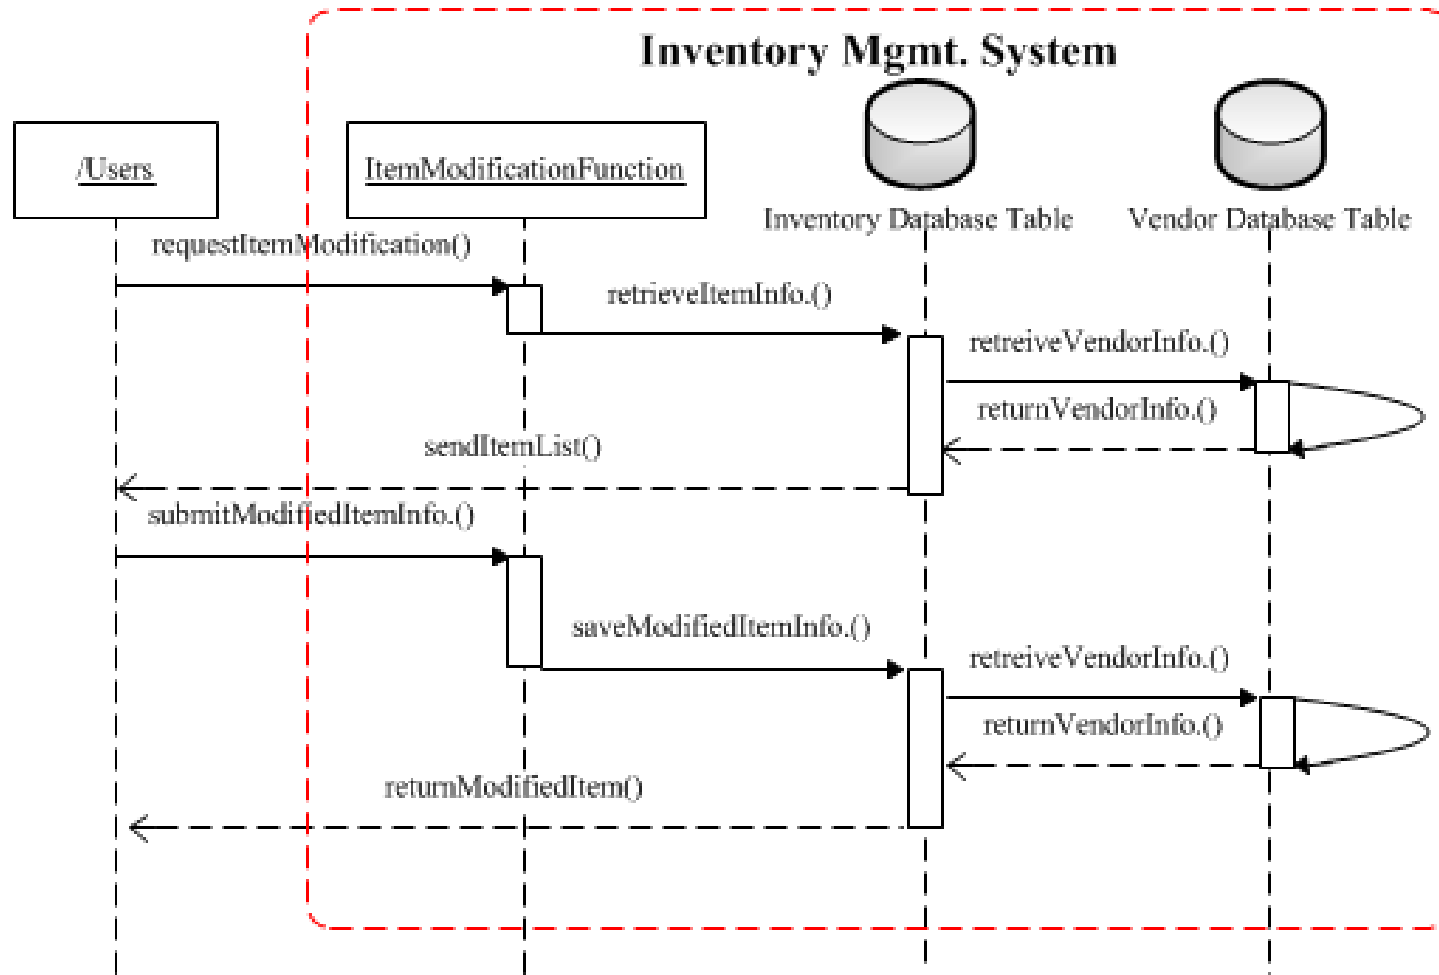 Inventory Mgmt. System
/Users
ItemModificationFunction
Inventory Database Table
Vendor Database Table
requestItemModification()
retrieveItemInfo.()
retreiveVendorInfo.()
returnVendorInfo.()
sendItemList()
submitModifiedItemInfo.()
saveModifiedItemInfo.()
retreiveVendorInfo.()
returnVendorInfo.()
returnModifiedItem()